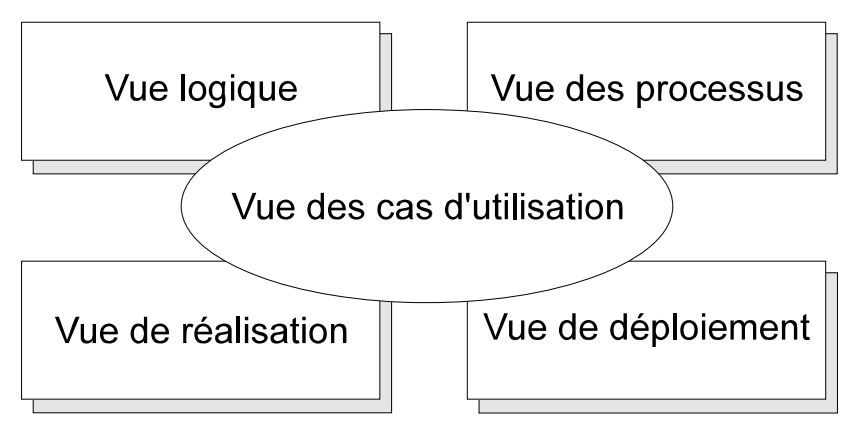 Vue logique
Vue des processus
Vue des cas d'utilisation
Vue de réalisation
Vue de déploiement